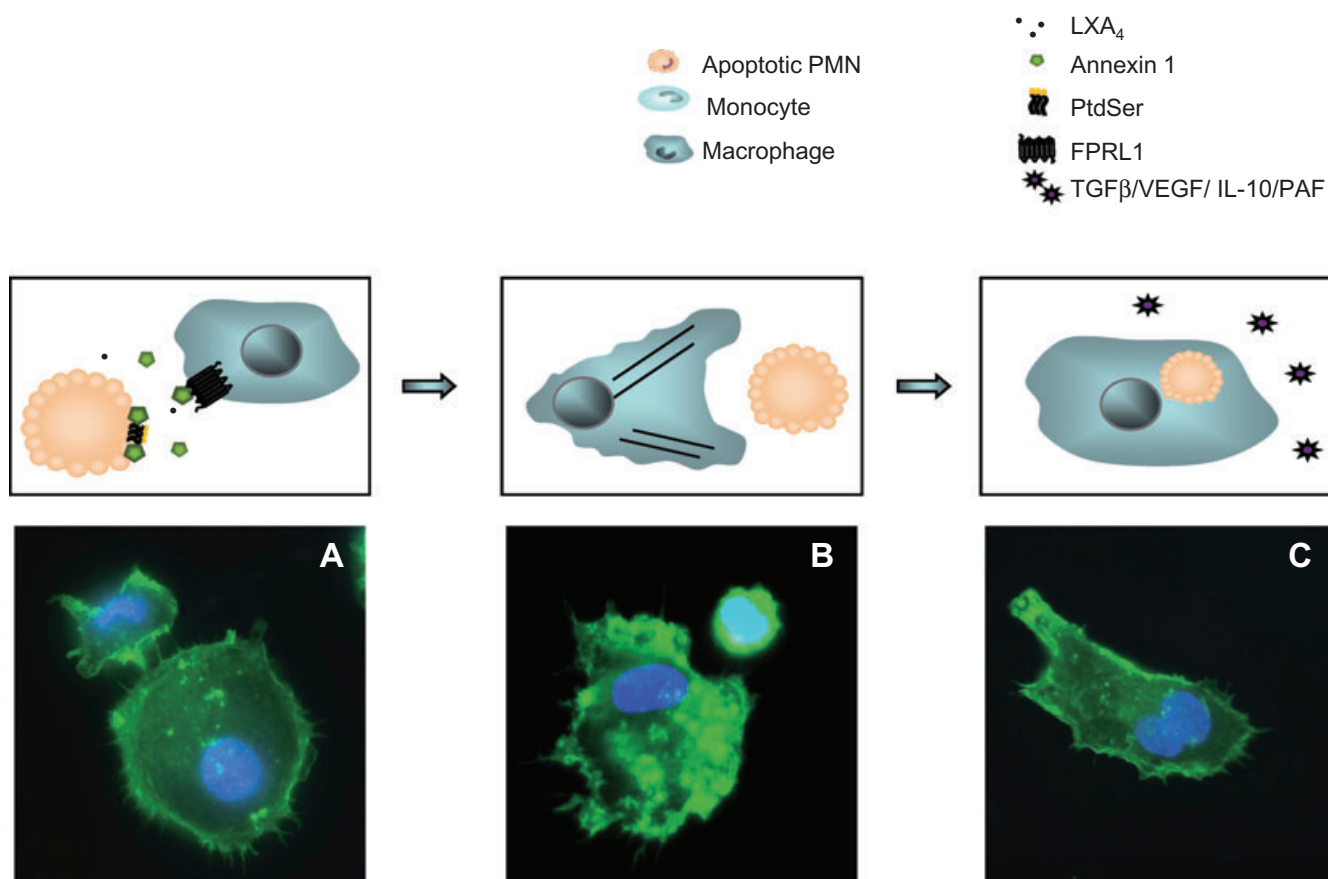 Apoptotic PMN
Monocyte
Macrophage
LXA₄
Annexin 1
PtdSer
FPRL1
TGFβ/VEGF/ IL-10/PAF
A
B
C